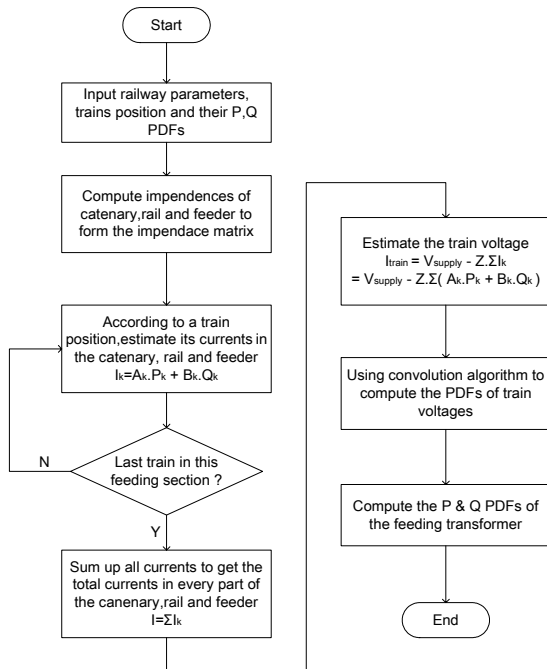 Start
Input railway parameters,
trains position and their P,Q
PDFs
Compute impendences of
catenary,rail and feeder to
form the impendace matrix
According to a train
position,estimate its currents in
the catenary, rail and feeder
Iₖ=Aₖ.Pₖ + Bₖ.Qₖ
N
Last train in this
feeding section ?
Y
Sum up all currents to get the
total currents in every part of
the canenary,rail and feeder
I=ΣIₖ
Estimate the train voltage
Itrain = Vsupply - Z.ΣIₖ
= Vsupply - Z.Σ( Aₖ.Pₖ + Bₖ.Qₖ )
Using convolution algorithm to
compute the PDFs of train
voltages
Compute the P & Q PDFs of
the feeding transformer
End